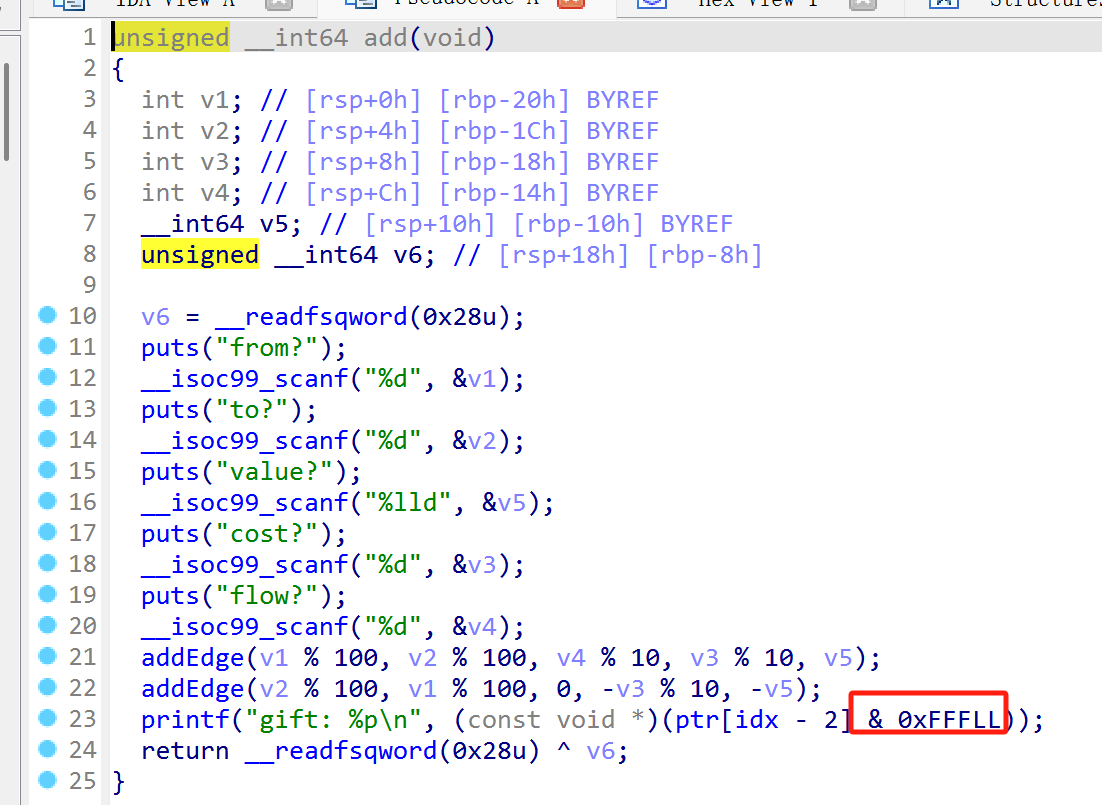 IDA View-A Pseudocode-A Hex View-1 Structures
1 unsigned __int64 add(void)
2 {
3 int v1; // [rsp+0h] [rbp-20h] BYREF
4 int v2; // [rsp+4h] [rbp-1Ch] BYREF
5 int v3; // [rsp+8h] [rbp-18h] BYREF
6 int v4; // [rsp+Ch] [rbp-14h] BYREF
7 __int64 v5; // [rsp+10h] [rbp-10h] BYREF
8 unsigned __int64 v6; // [rsp+18h] [rbp-8h]
9
10 v6 = __readfsqword(0x28u);
11 puts("from?");
12 __isoc99_scanf("%d", &v1);
13 puts("to?");
14 __isoc99_scanf("%d", &v2);
15 puts("value?");
16 __isoc99_scanf("%lld", &v5);
17 puts("cost?");
18 __isoc99_scanf("%d", &v3);
19 puts("flow?");
20 __isoc99_scanf("%d", &v4);
21 addEdge(v1 % 100, v2 % 100, v4 % 10, v3 % 10, v5);
22 addEdge(v2 % 100, v1 % 100, 0, -v3 % 10, -v5);
23 printf("gift: %p\n", (const void *)(ptr[idx - 2] & 0xFFFLL));
24 return __readfsqword(0x28u) ^ v6;
25 }